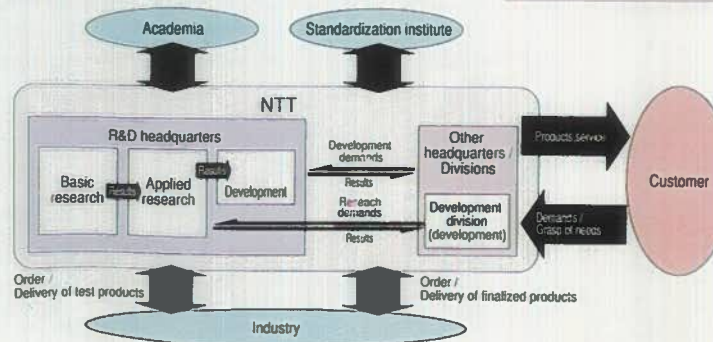 Academia
Standardization institute
NTT
R&D headquarters
Basic
research
Results
Applied
research
Results
Development
Development
demands
Results
Reseach
demands
Results
Other
headquarters /
Divisions
Development
division
(development)
Products service
Demands /
Grasp of needs
Customer
Order /
Delivery of test products
Order /
Delivery of finalized products
Industry